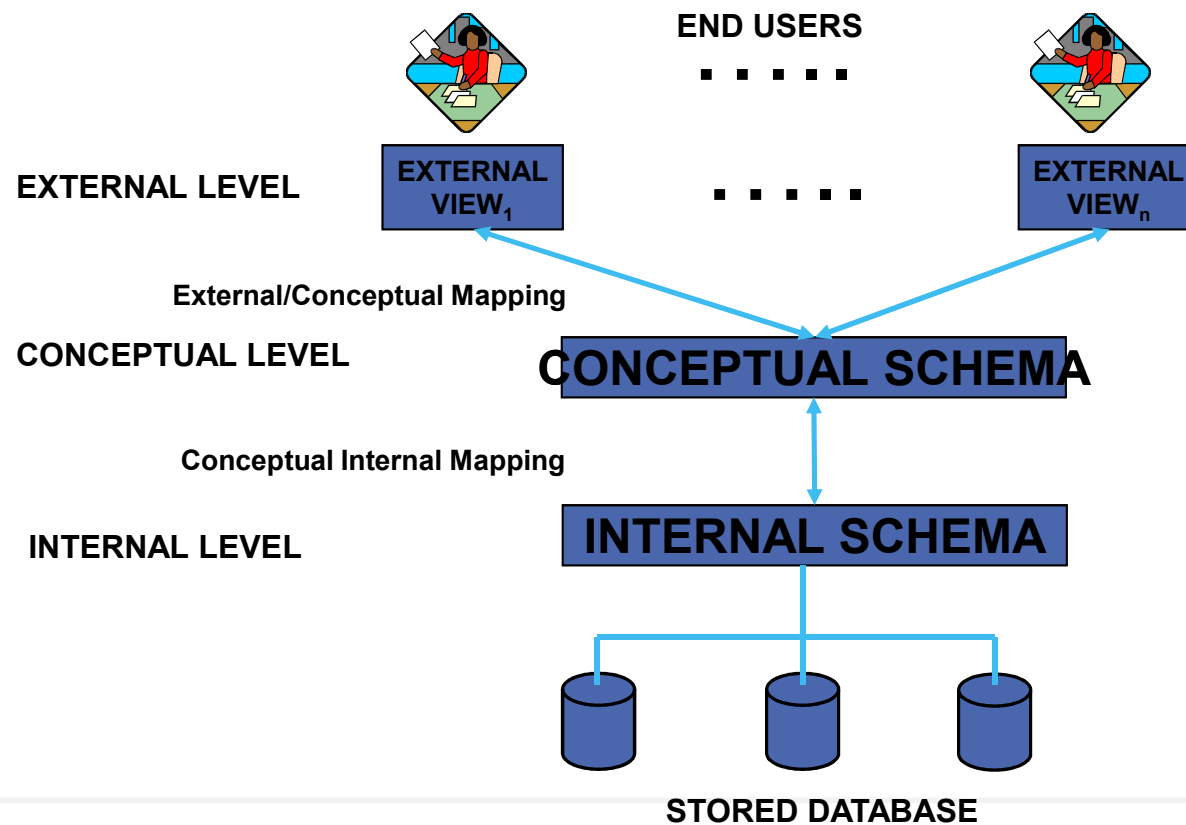 END USERS
. . . . .
EXTERNAL LEVEL
EXTERNAL
VIEW₁
. . . . .
EXTERNAL
VIEWₙ
External/Conceptual Mapping
CONCEPTUAL LEVEL
CONCEPTUAL SCHEMA
Conceptual Internal Mapping
INTERNAL LEVEL
INTERNAL SCHEMA
STORED DATABASE